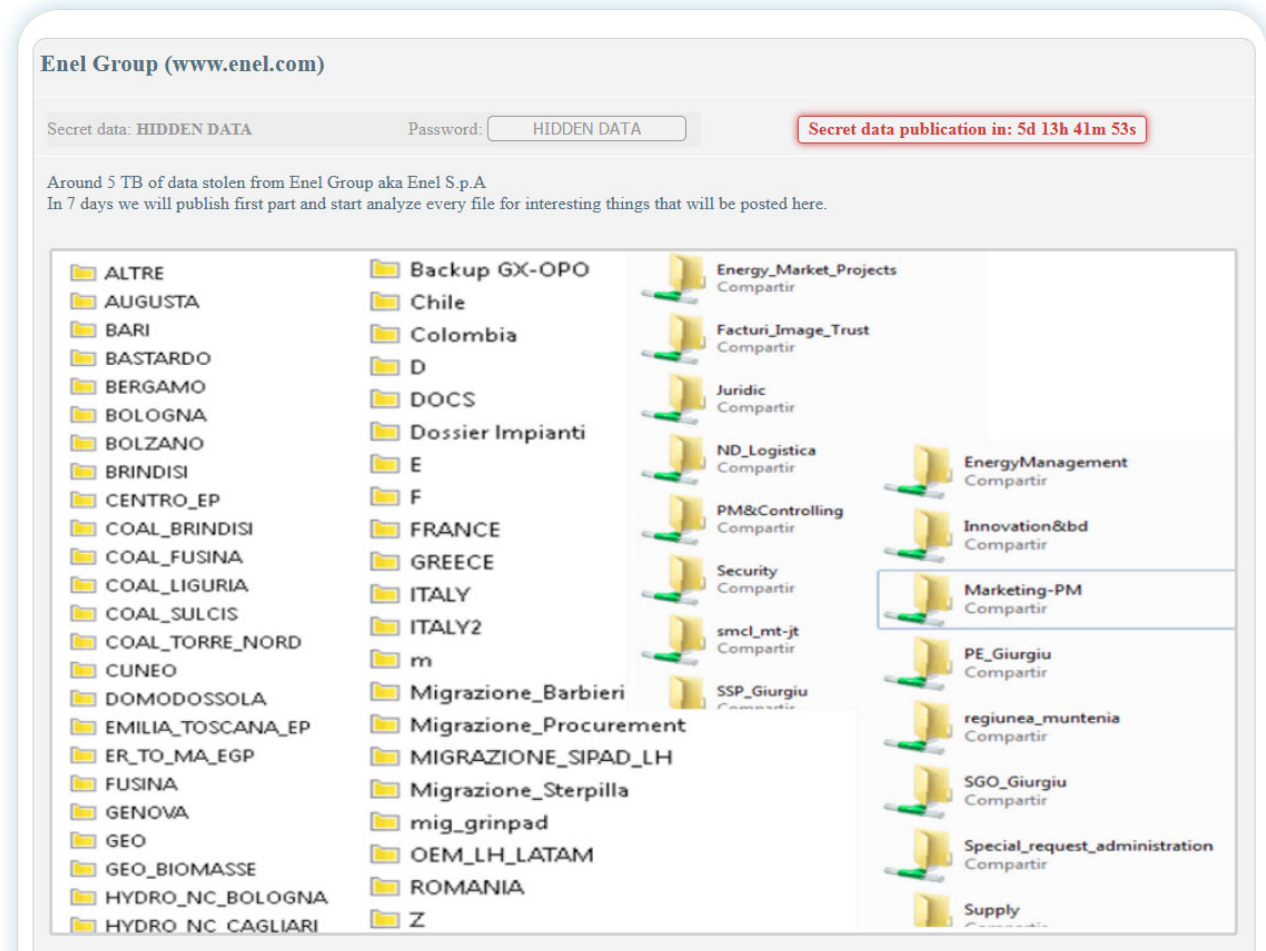 Enel Group (www.enel.com)
Secret data: HIDDEN DATA
Password: HIDDEN DATA
Secret data publication in: 5d 13h 41m 53s
Around 5 TB of data stolen from Enel Group aka Enel S.p.A
In 7 days we will publish first part and start analyze every file for interesting things that will be posted here.
ALTRE
AUGUSTA
BARI
BASTARDO
BERGAMO
BOLOGNA
BOLZANO
BRINDISI
CENTRO_EP
COAL_BRINDISI
COAL_FUSINA
COAL_LIGURIA
COAL_SULCIS
COAL_TORRE_NORD
CUNEO
DOMODOSSOLA
EMILIA_TOSCANA_EP
ER_TO_MA_EGP
FUSINA
GENOVA
GEO
GEO_BIOMASSE
HYDRO_NC_BOLOGNA
HYDRO_NC_CAGLIARI
Backup GX-OPO
Chile
Colombia
D
DOCS
Dossier Impianti
E
F
FRANCE
GREECE
ITALY
ITALY2
m
Migrazione_Barbieri
Migrazione_Procurement
MIGRAZIONE_SIPAD_LH
Migrazione_Sterpilla
mig_grinpad
OEM_LH_LATAM
ROMANIA
Z
Energy_Market_Projects
Compartir
Facturi_Image_Trust
Compartir
Juridic
Compartir
ND_Logistica
Compartir
PM&Controlling
Compartir
Security
Compartir
smcl_mt-jt
Compartir
SSP_Giurgiu
Compartir
EnergyManagement
Compartir
Innovation&bd
Compartir
Marketing-PM
Compartir
PE_Giurgiu
Compartir
regiunea_muntenia
Compartir
SGO_Giurgiu
Compartir
Special_request_administration
Compartir
Supply
Compartir